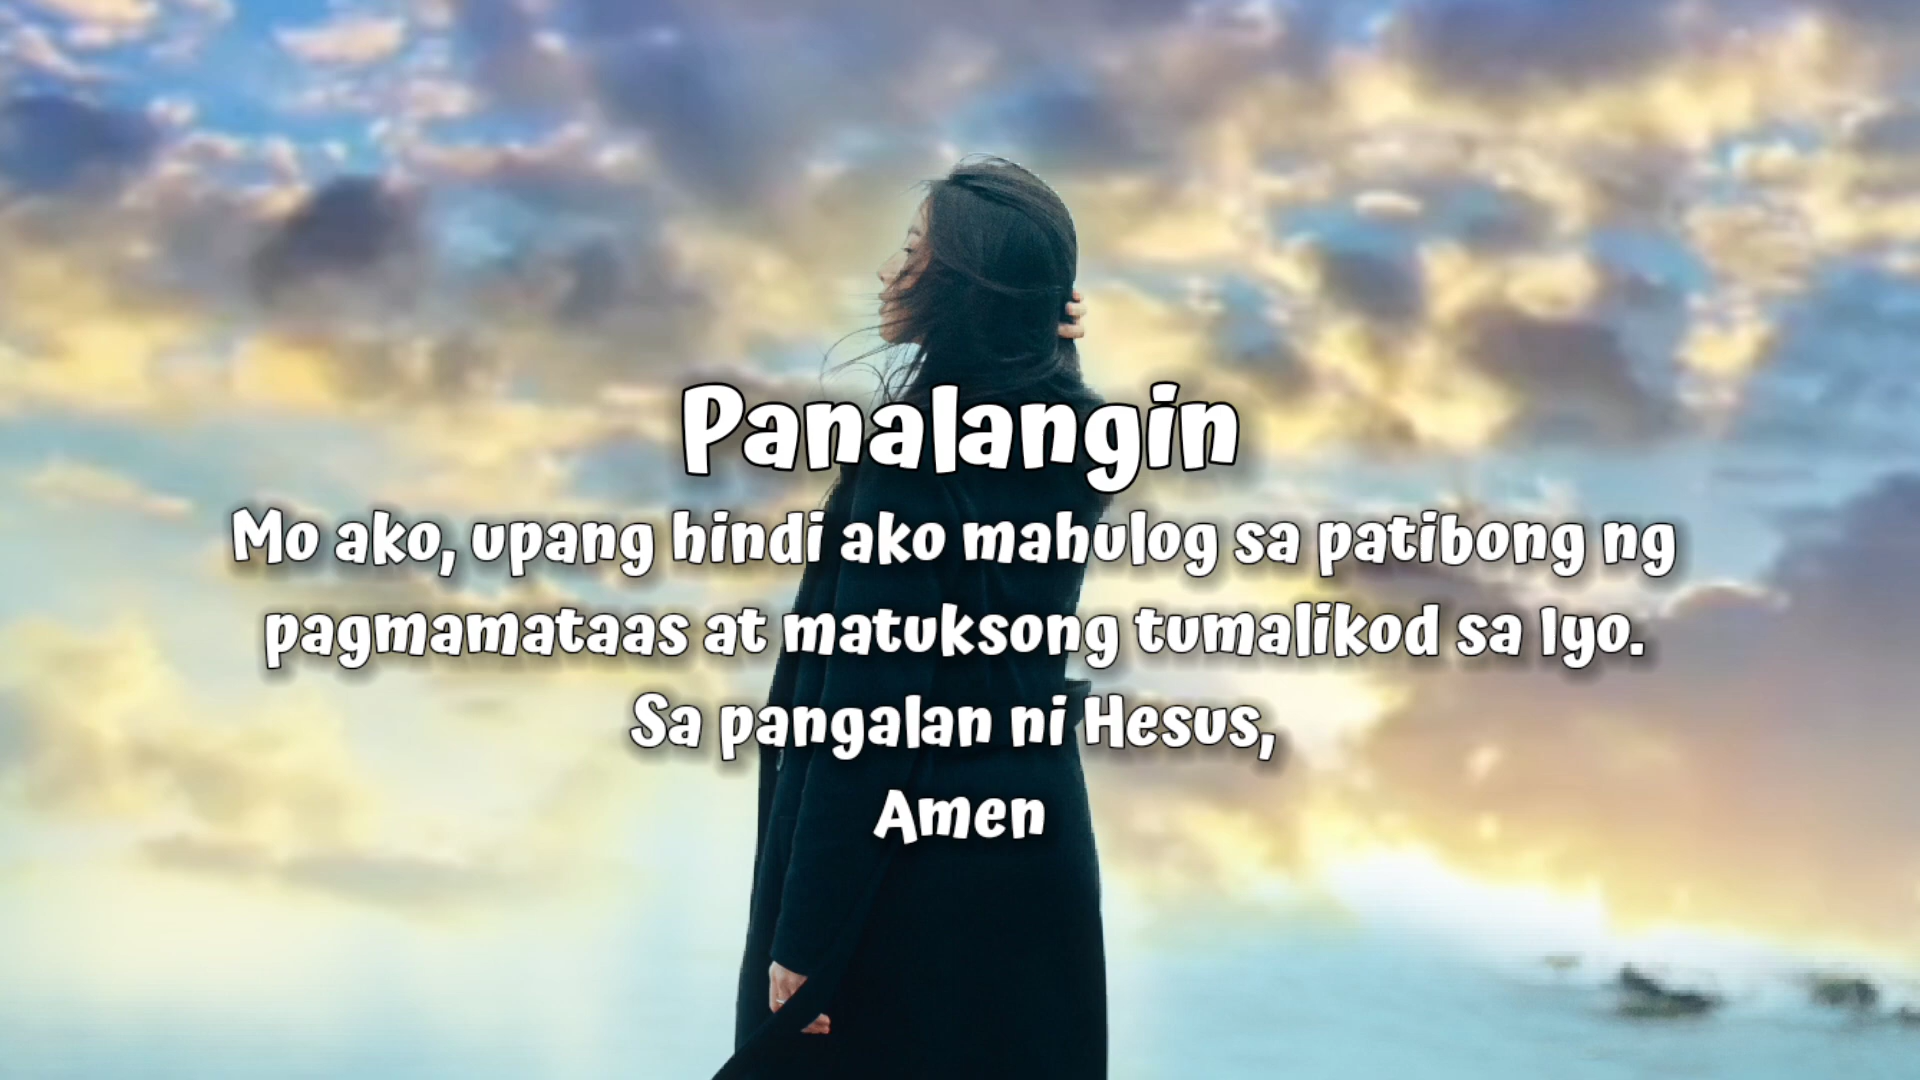 Panalangin
Mo ako, upang hindi ako mahulog sa patibong ng
pagmamataas at matuksong tumalikod sa Iyo.
Sa pangalan ni Hesus,
Amen